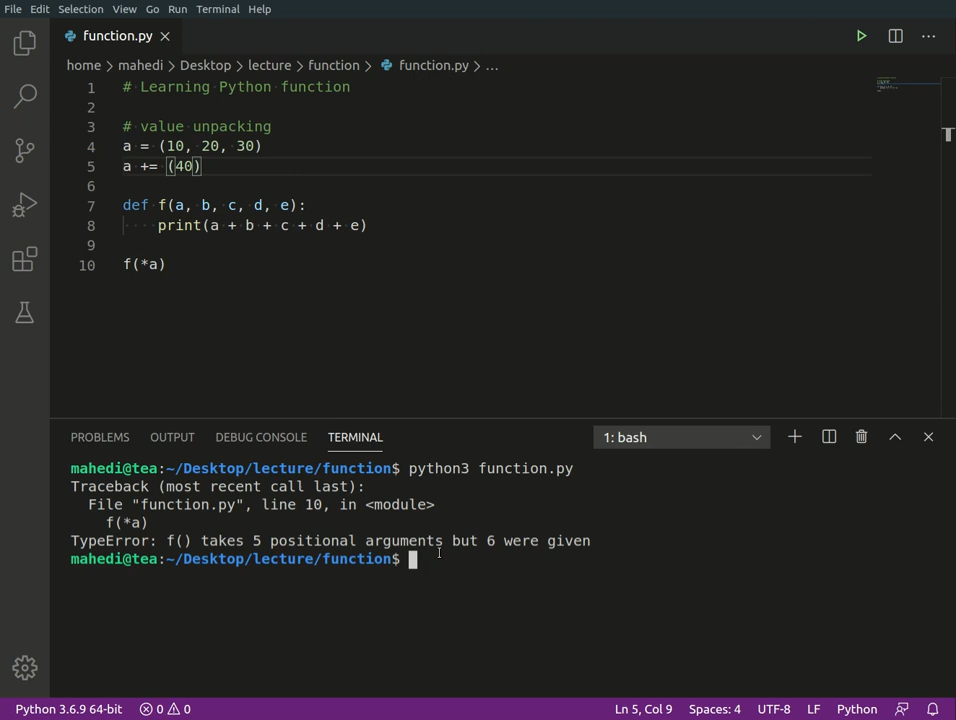 File Edit Selection View Go Run Terminal Help
function.py
home > mahedi > Desktop > lecture > function > function.py > ...
1 # Learning Python function
2
3 # value unpacking
4 a = (10, 20, 30)
5 a += (40)
6
7 def f(a, b, c, d, e):
8 print(a + b + c + d + e)
9
10 f(*a)
PROBLEMS OUTPUT DEBUG CONSOLE TERMINAL 1: bash
mahedi@tea:~/Desktop/lecture/function$ python3 function.py
Traceback (most recent call last):
File "function.py", line 10, in <module>
f(*a)
TypeError: f() takes 5 positional arguments but 6 were given
mahedi@tea:~/Desktop/lecture/function$
Python 3.6.9 64-bit 0 0 Ln 5, Col 9 Spaces: 4 UTF-8 LF Python